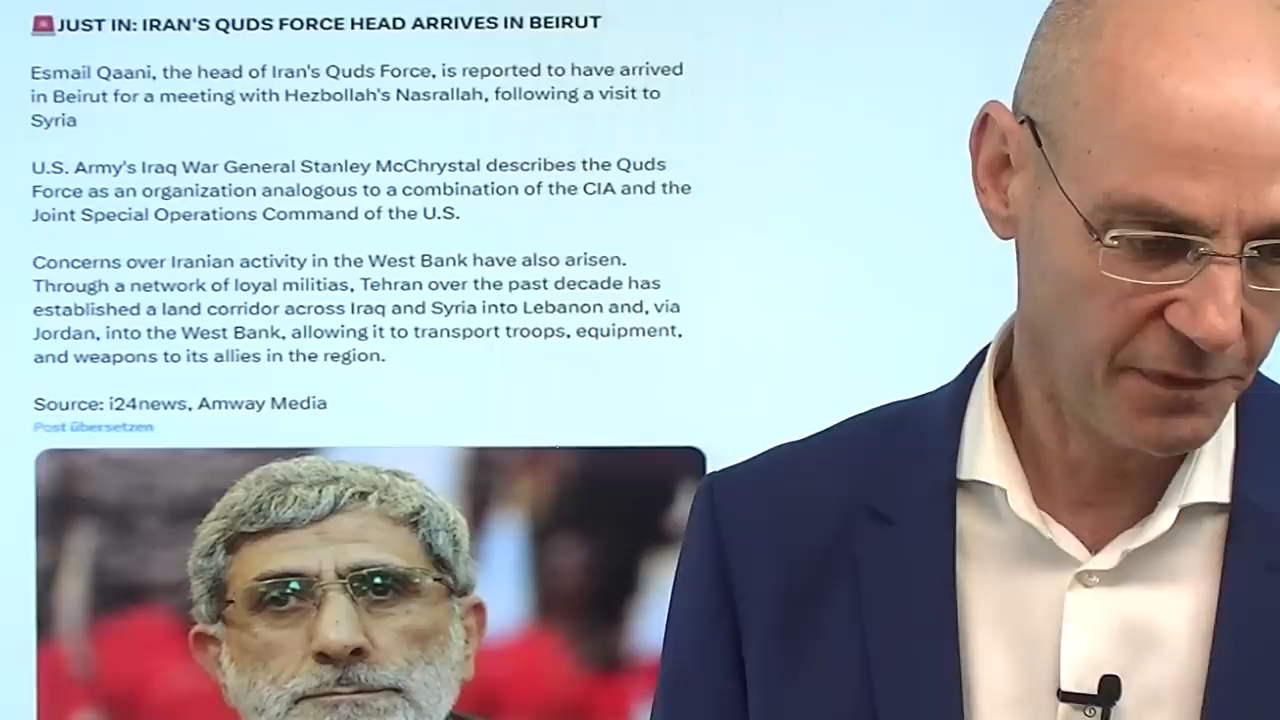 🚨JUST IN: IRAN'S QUDS FORCE HEAD ARRIVES IN BEIRUT
Esmail Qaani, the head of Iran's Quds Force, is reported to have arrived
in Beirut for a meeting with Hezbollah's Nasrallah, following a visit to
Syria
U.S. Army's Iraq War General Stanley McChrystal describes the Quds
Force as an organization analogous to a combination of the CIA and the
Joint Special Operations Command of the U.S.
Concerns over Iranian activity in the West Bank have also arisen.
Through a network of loyal militias, Tehran over the past decade has
established a land corridor across Iraq and Syria into Lebanon and, via
Jordan, into the West Bank, allowing it to transport troops, equipment,
and weapons to its allies in the region.
Source: i24news, Amway Media
Post übersetzen